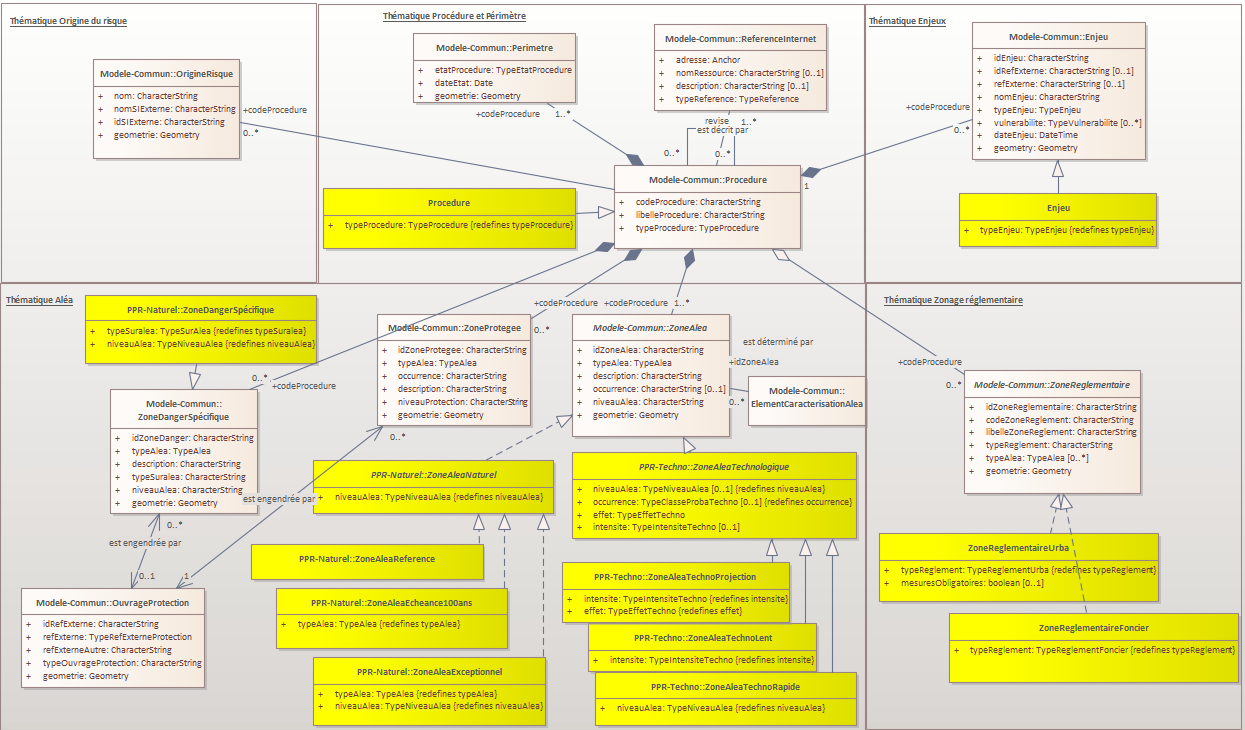 Thématique Origine du risque
Modele-Commun::OrigineRisque
+ nom: CharacterString
+ nomSIExterne: CharacterString
+ idSIExterne: CharacterString
+ geometrie: Geometry
+codeProcedure
0..*
Thématique Procédure et Périmètre
Modele-Commun::Perimetre
+ etatProcedure: TypeEtatProcedure
+ dateEtat: Date
+ geometrie: Geometry
+codeProcedure 1..*
Modele-Commun::ReferenceInternet
+ adresse: Anchor
+ nomRessource: CharacterString [0..1]
+ description: CharacterString [0..1]
+ typeReference: TypeReference
revise 1..*
est décrit par
0..* 0..*
Modele-Commun::Procedure
+ codeProcedure: CharacterString
+ libelleProcedure: CharacterString
+ typeProcedure: TypeProcedure
Procedure
+ typeProcedure: TypeProcedure {redefines typeProcedure}
Thématique Enjeux
Modele-Commun::Enjeu
+ idEnjeu: CharacterString
+ idRefExterne: CharacterString [0..1]
+ refExterne: CharacterString [0..1]
+ nomEnjeu: CharacterString
+ typeEnjeu: TypeEnjeu
+ vulnerabilite: TypeVulnerabilite [0..*]
+ dateEnjeu: DateTime
+ geometry: Geometry
+codeProcedure
0..*
1
Enjeu
+ typeEnjeu: TypeEnjeu {redefines typeEnjeu}
Thématique Aléa
PPR-Naturel::ZoneDangerSpécifique
+ typeSuralea: TypeSurAlea {redefines typeSuralea}
+ niveauAlea: TypeNiveauAlea {redefines niveauAlea}
0..*
+codeProcedure
Modele-Commun::
ZoneDangerSpécifique
+ idZoneDanger: CharacterString
+ typeAlea: TypeAlea
+ description: CharacterString
+ typeSuralea: CharacterString
+ niveauAlea: CharacterString
+ geometrie: Geometry
0..*
est engendrée par
0..1
1
Modele-Commun::OuvrageProtection
+ idRefExterne: CharacterString
+ refExterne: TypeRefExterneProtection
+ refExterneAutre: CharacterString
+ typeOuvrageProtection: CharacterString
+ geometrie: Geometry
+codeProcedure
0..*
Modele-Commun::ZoneProtegee
+ idZoneProtegee: CharacterString
+ typeAlea: TypeAlea
+ occurrence: CharacterString
+ description: CharacterString
+ niveauProtection: CharacterString
+ geometrie: Geometry
0..*
est engendrée par
+codeProcedure 1..*
Modele-Commun::ZoneAlea
+ idZoneAlea: CharacterString
+ typeAlea: TypeAlea
+ description: CharacterString
+ occurrence: CharacterString [0..1]
+ niveauAlea: CharacterString
+ geometrie: Geometry
est déterminé par
+idZoneAlea
0..*
Modele-Commun::
ElementCaracterisationAlea
PPR-Naturel::ZoneAleaNaturel
+ niveauAlea: TypeNiveauAlea {redefines niveauAlea}
PPR-Naturel::ZoneAleaReference
PPR-Naturel::ZoneAleaEcheance100ans
+ typeAlea: TypeAlea {redefines typeAlea}
PPR-Naturel::ZoneAleaExceptionnel
+ typeAlea: TypeAlea {redefines typeAlea}
+ niveauAlea: TypeNiveauAlea {redefines niveauAlea}
PPR-Techno::ZoneAleaTechnologique
+ niveauAlea: TypeNiveauAlea [0..1] {redefines niveauAlea}
+ occurrence: TypeClasseProbaTechno [0..1] {redefines occurrence}
+ effet: TypeEffetTechno
+ intensite: TypeIntensiteTechno [0..1]
PPR-Techno::ZoneAleaTechnoProjection
+ intensite: TypeIntensiteTechno {redefines intensite}
+ effet: TypeEffetTechno {redefines effet}
PPR-Techno::ZoneAleaTechnoLent
+ intensite: TypeIntensiteTechno {redefines intensite}
PPR-Techno::ZoneAleaTechnoRapide
+ niveauAlea: TypeNiveauAlea {redefines niveauAlea}
Thématique Zonage réglementaire
+codeProcedure
0..*
Modele-Commun::ZoneReglementaire
+ idZoneReglementaire: CharacterString
+ codeZoneReglement: CharacterString
+ libelleZoneReglement: CharacterString
+ typeReglement: CharacterString
+ typeAlea: TypeAlea [0..*]
+ geometrie: Geometry
ZoneReglementaireUrba
+ typeReglement: TypeReglementUrba {redefines typeReglement}
+ mesuresObligatoires: boolean [0..1]
ZoneReglementaireFoncier
+ typeReglement: TypeReglementFoncier {redefines typeReglement}